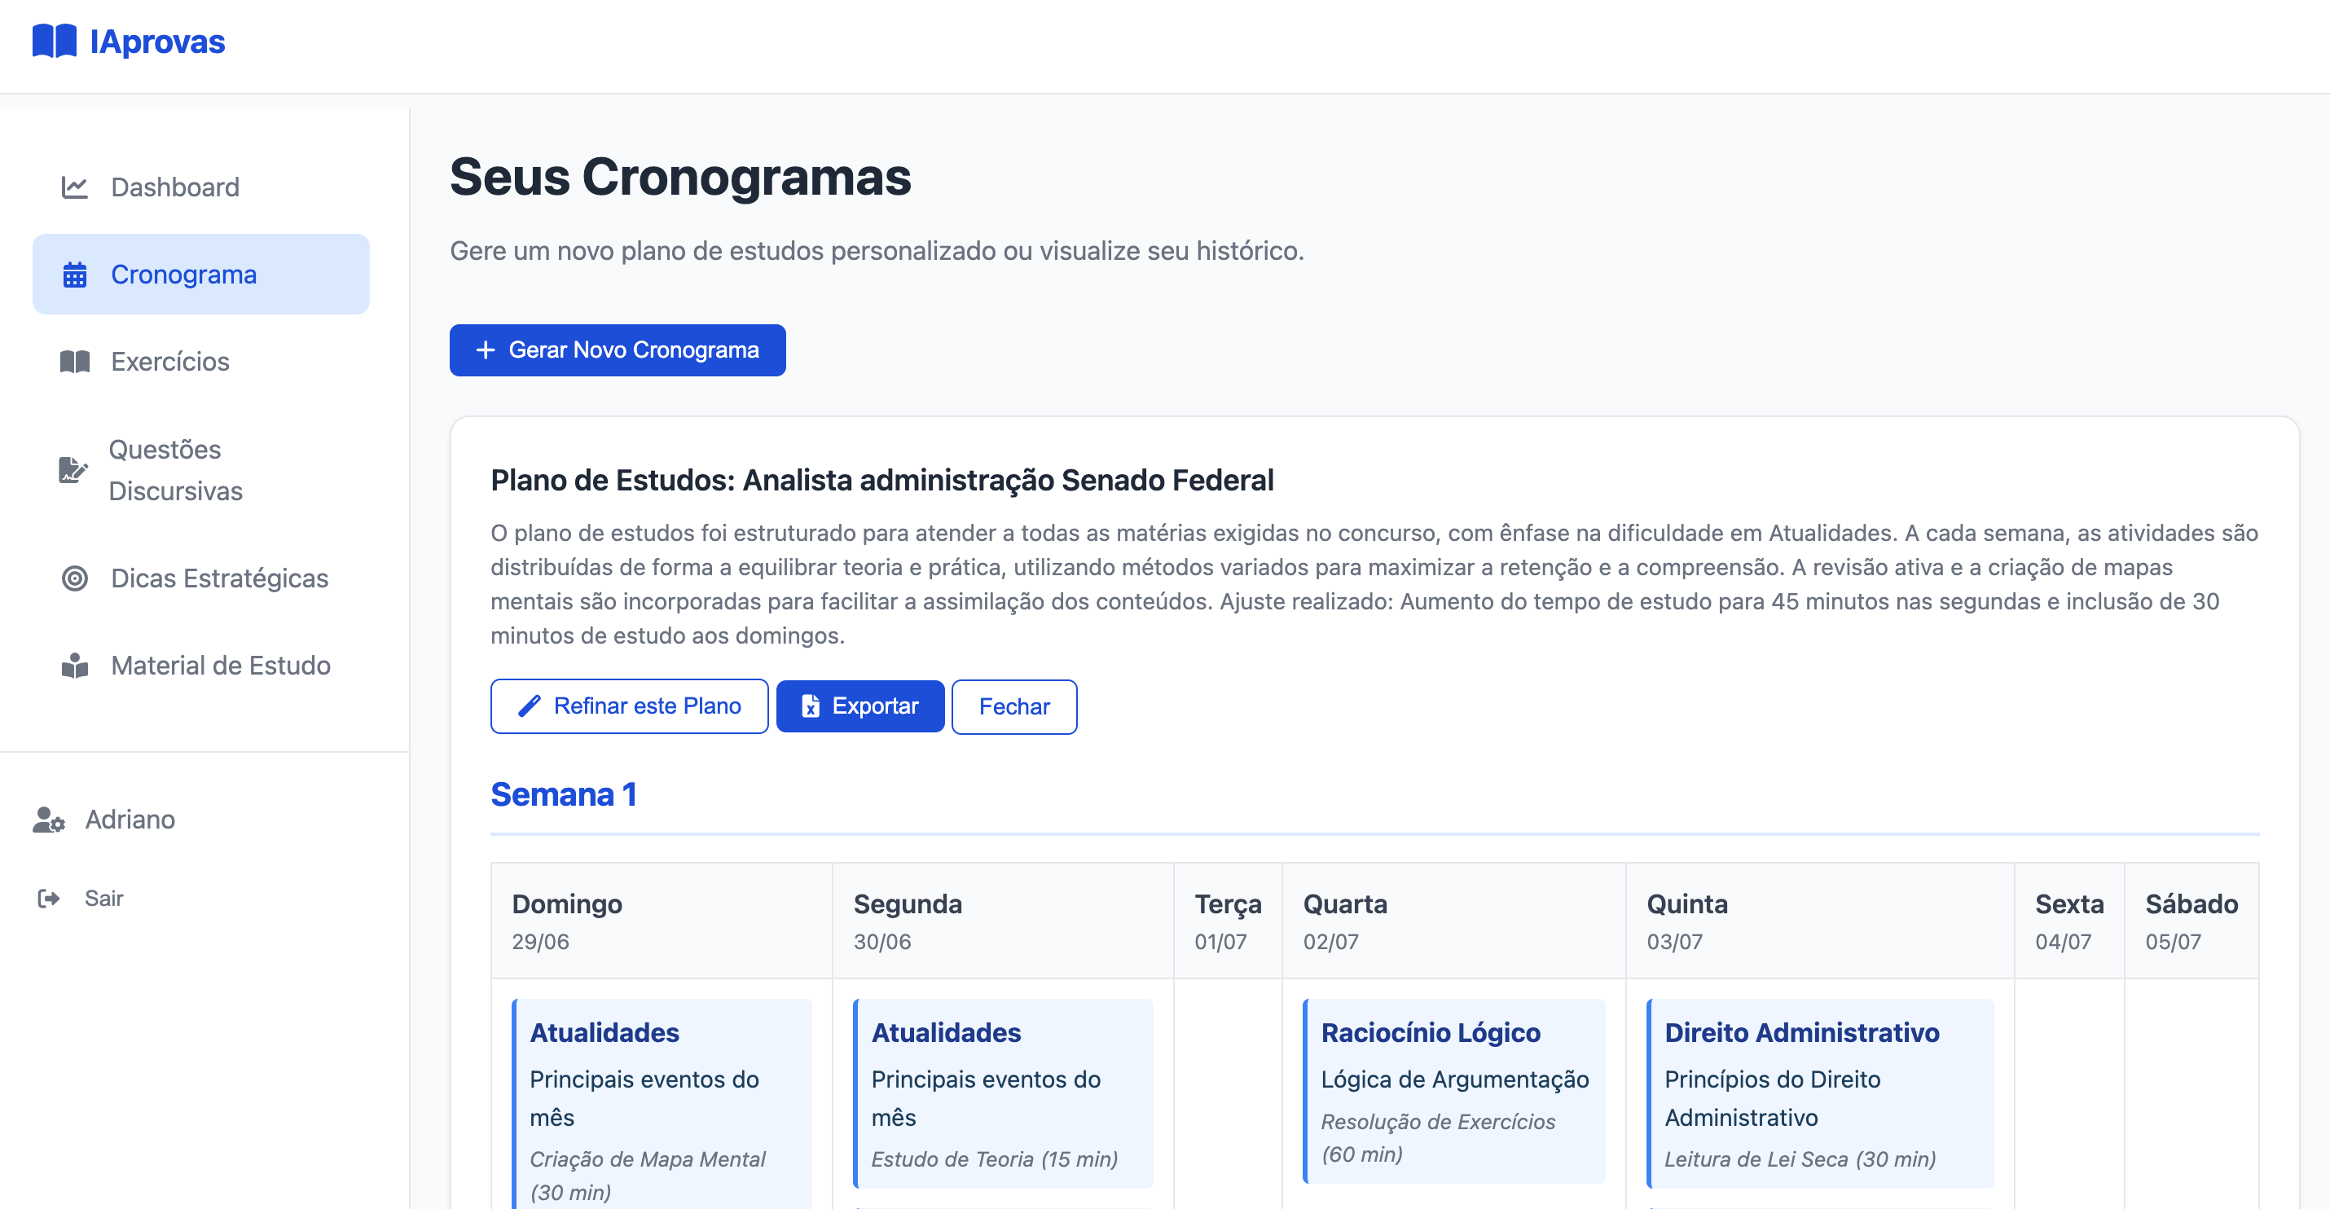 IAprovas
Dashboard
Cronograma
Exercícios
Questões
Discursivas
Dicas Estratégicas
Material de Estudo
Adriano
Sair
Seus Cronogramas
Gere um novo plano de estudos personalizado ou visualize seu histórico.
+ Gerar Novo Cronograma
Plano de Estudos: Analista administração Senado Federal
O plano de estudos foi estruturado para atender a todas as matérias exigidas no concurso, com ênfase na dificuldade em Atualidades. A cada semana, as atividades são
distribuídas de forma a equilibrar teoria e prática, utilizando métodos variados para maximizar a retenção e a compreensão. A revisão ativa e a criação de mapas
mentais são incorporadas para facilitar a assimilação dos conteúdos. Ajuste realizado: Aumento do tempo de estudo para 45 minutos nas segundas e inclusão de 30
minutos de estudo aos domingos.
Refinar este Plano
Exportar
Fechar
Semana 1
Domingo
29/06
Segunda
30/06
Terça
01/07
Quarta
02/07
Quinta
03/07
Sexta
04/07
Sábado
05/07
Atualidades
Principais eventos do
mês
Criação de Mapa Mental
(30 min)
Atualidades
Principais eventos do
mês
Estudo de Teoria (15 min)
Raciocínio Lógico
Lógica de Argumentação
Resolução de Exercícios
(60 min)
Direito Administrativo
Princípios do Direito
Administrativo
Leitura de Lei Seca (30 min)